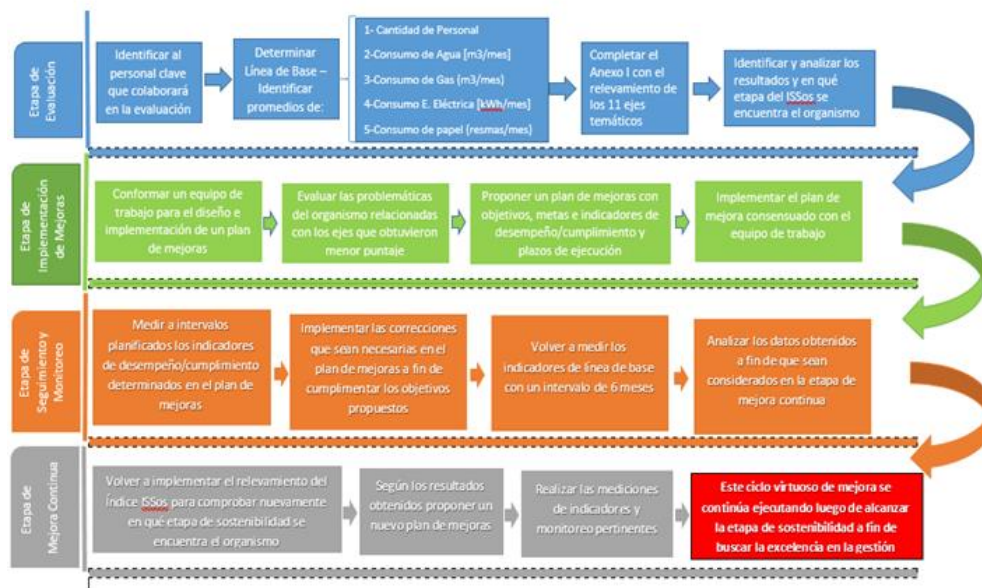 Etapa de
Evaluación
Identificar al
personal clave
que colaborará
en la evaluación
Determinar
Línea de Base –
Identificar
promedios de:
1- Cantidad de Personal
2-Consumo de Agua [m3/mes]
3-Consumo de Gas (m3/mes]
4-Consumo E. Eléctrica [kWh/mes]
5-Consumo de papel (resmas/mes)
Completar el
Anexo I con el
relevamiento de
los 11 ejes
temáticos
Identificar y analizar los
resultados y en qué
etapa del ISSos se
encuentra el organismo
Etapa de
Implementación
de Mejoras
Conformar un equipo de
trabajo para el diseño e
implementación de un plan
de mejoras
Evaluar las problemáticas
del organismo relacionadas
con los ejes que obtuvieron
menor puntaje
Proponer un plan de mejoras con
objetivos, metas e indicadores de
desempeño/cumplimiento y
plazos de ejecución
Implementar el plan de
mejora consensuado con el
equipo de trabajo
Etapa de
Seguimiento y
Monitoreo
Medir a intervalos
planificados los indicadores
de desempeño/cumplimiento
determinados en el plan de
mejoras
Implementar las correcciones
que sean necesarias en el
plan de mejoras a fin de
cumplimentar los objetivos
propuestos
Volver a medir los
indicadores de línea de base
con un intervalo de 6 meses
Analizar los datos obtenidos
a fin de que sean
considerados en la etapa de
mejora continua
Etapa de
Mejora Continua
Volver a implementar el relevamiento del
Índice ISSos para comprobar nuevamente
en qué etapa de sostenibilidad se
encuentra el organismo
Según los resultados
obtenidos proponer un
nuevo plan de mejoras
Realizar las mediciones
de indicadores y
monitoreo pertinentes
Este ciclo virtuoso de mejora se
continúa ejecutando luego de alcanzar
la etapa de sostenibilidad a fin de
buscar la excelencia en la gestión